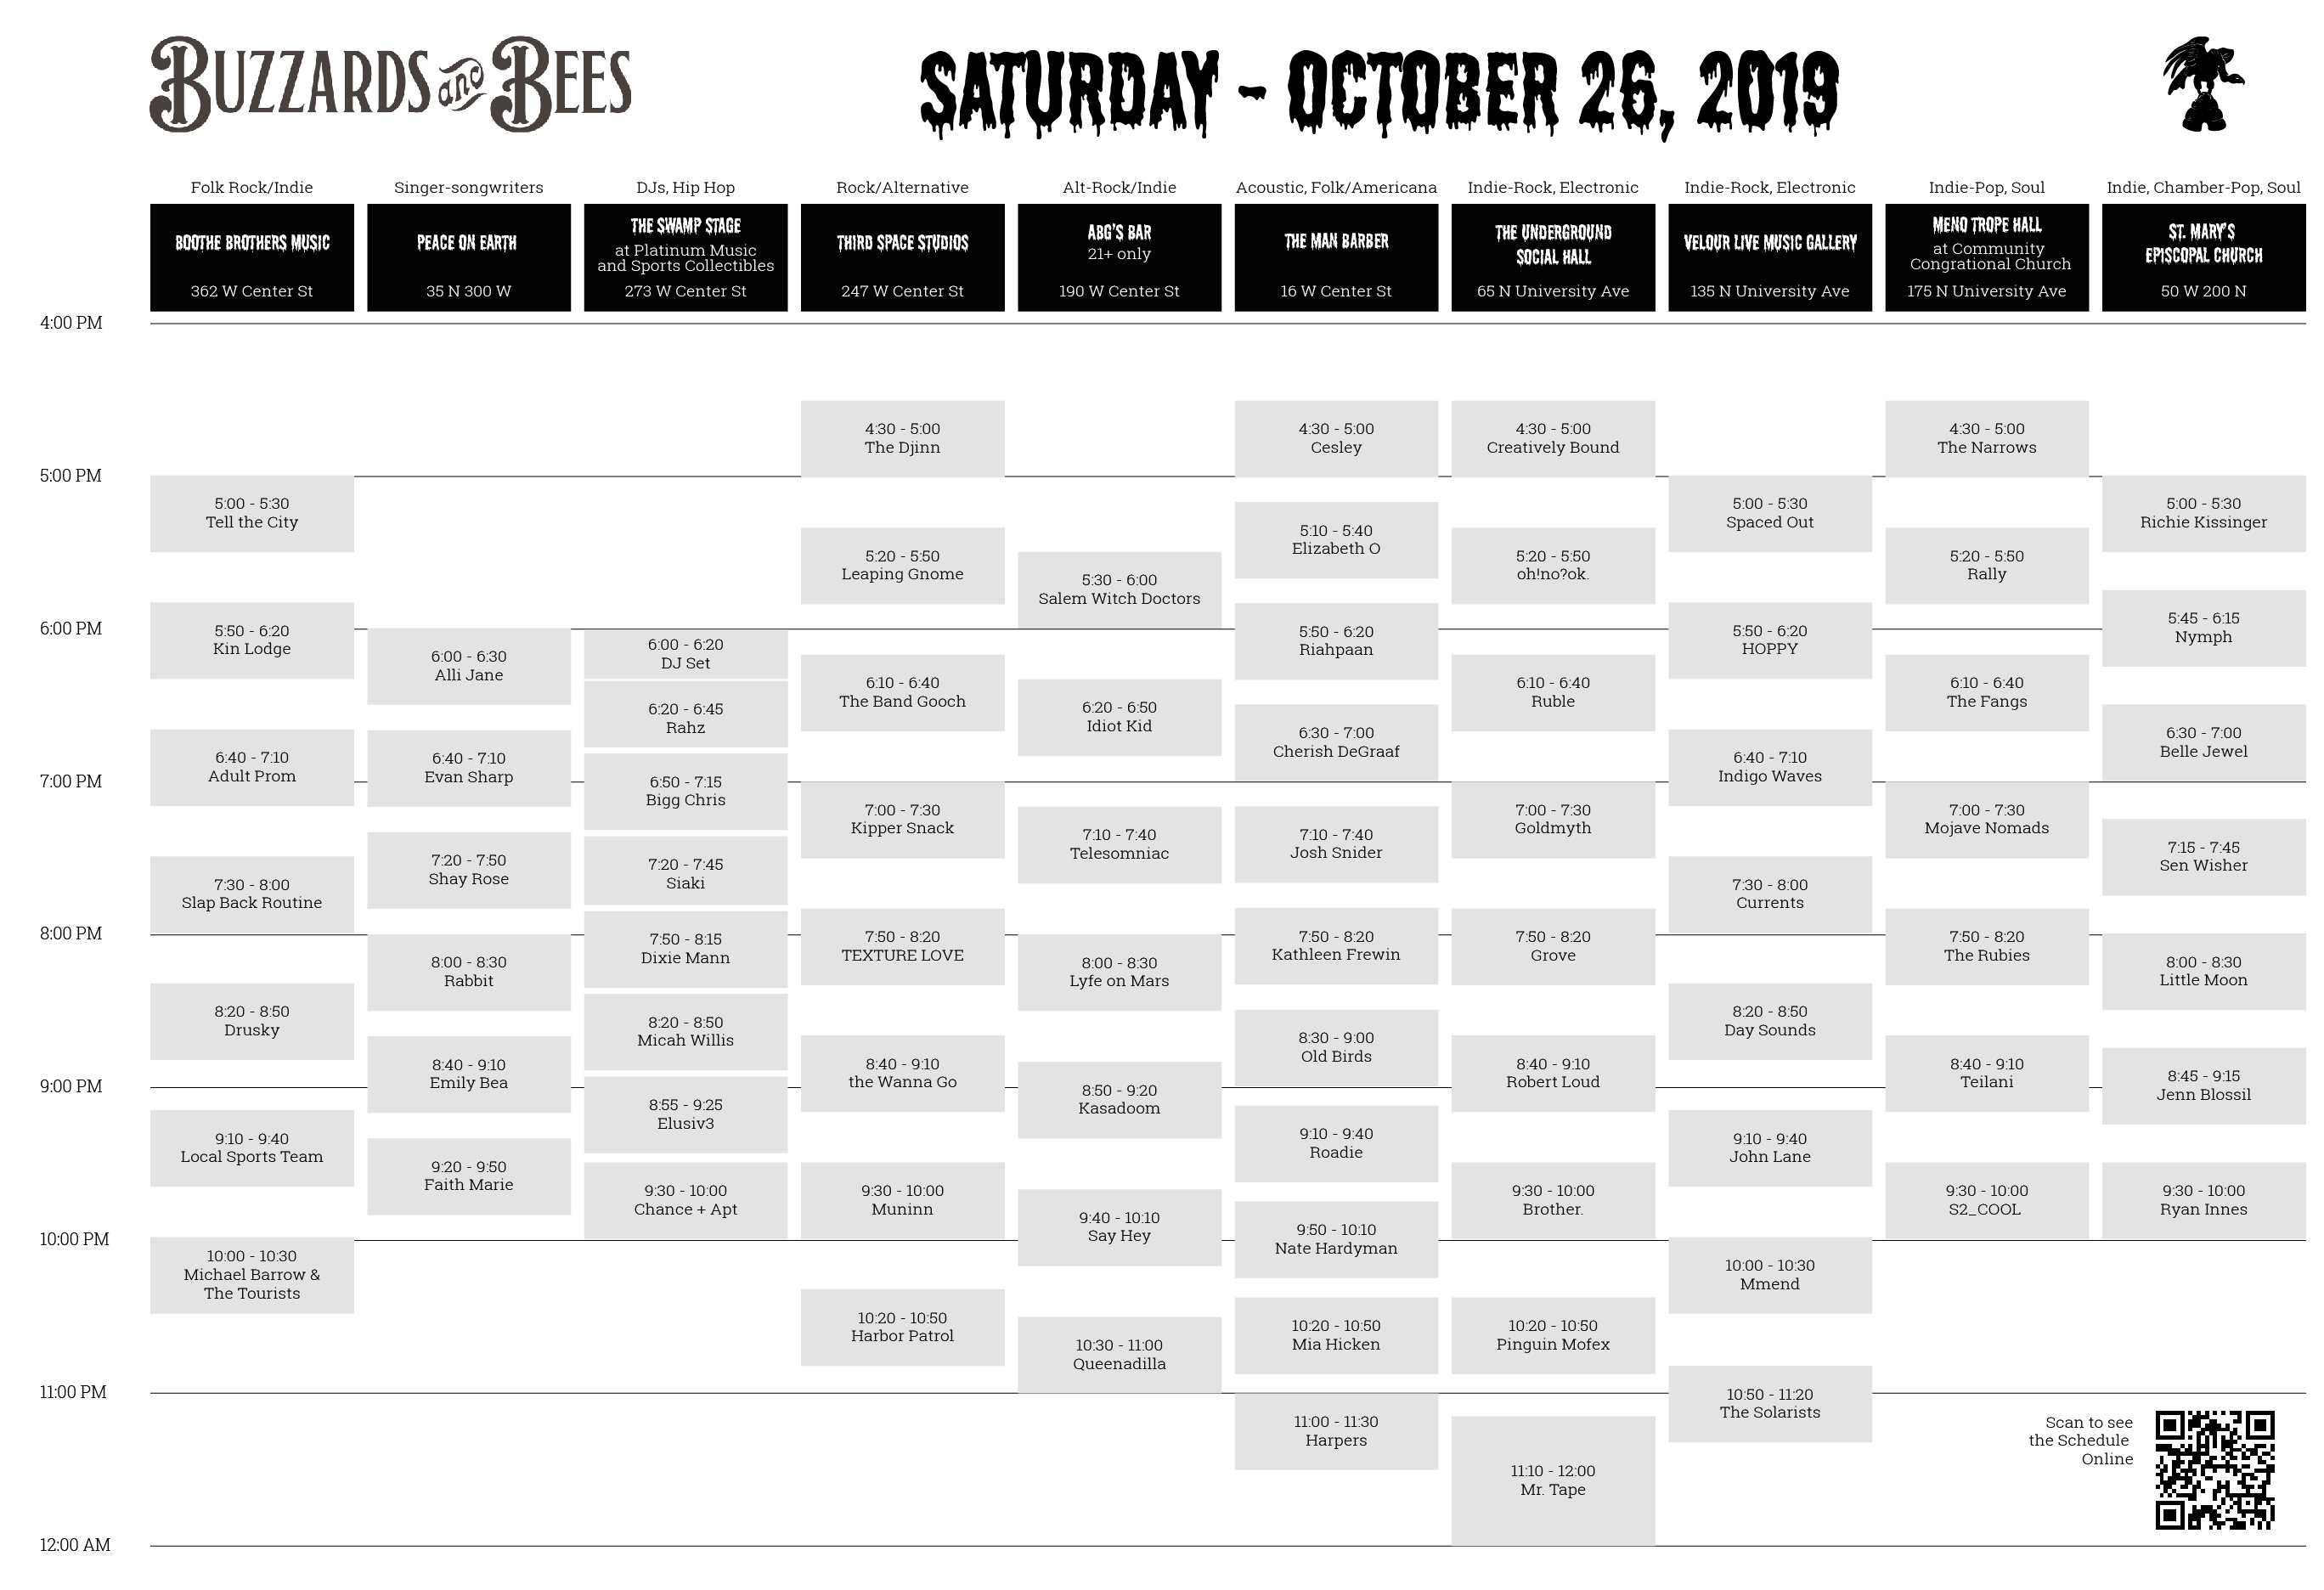 BUZZARDS and BEES
SATURDAY - OCTOBER 26, 2019
Folk Rock/Indie
BOOTHE BROTHERS MUSIC
362 W Center St
Singer-songwriters
PEACE ON EARTH
35 N 300 W
DJs, Hip Hop
THE SWAMP STAGE
at Platinum Music
and Sports Collectibles
273 W Center St
Rock/Alternative
THIRD SPACE STUDIOS
247 W Center St
Alt-Rock/Indie
ABG'S BAR
21+ only
190 W Center St
Acoustic, Folk/Americana
THE MAN BARBER
16 W Center St
Indie-Rock, Electronic
THE UNDERGROUND
SOCIAL HALL
65 N University Ave
Indie-Rock, Electronic
VELOUR LIVE MUSIC GALLERY
135 N University Ave
Indie-Pop, Soul
MENO TROPE HALL
at Community
Congrational Church
175 N University Ave
Indie, Chamber-Pop, Soul
ST. MARY'S
EPISCOPAL CHURCH
50 W 200 N
4:00 PM
5:00 PM
6:00 PM
7:00 PM
8:00 PM
9:00 PM
10:00 PM
11:00 PM
12:00 AM
5:00 - 5:30
Tell the City
5:50 - 6:20
Kin Lodge
6:40 - 7:10
Adult Prom
7:30 - 8:00
Slap Back Routine
8:20 - 8:50
Drusky
9:10 - 9:40
Local Sports Team
10:00 - 10:30
Michael Barrow &
The Tourists
6:00 - 6:30
Alli Jane
6:40 - 7:10
Evan Sharp
7:20 - 7:50
Shay Rose
8:00 - 8:30
Rabbit
8:40 - 9:10
Emily Bea
9:20 - 9:50
Faith Marie
6:00 - 6:20
DJ Set
6:20 - 6:45
Rahz
6:50 - 7:15
Bigg Chris
7:20 - 7:45
Siaki
7:50 - 8:15
Dixie Mann
8:20 - 8:50
Micah Willis
8:55 - 9:25
Elusiv3
9:30 - 10:00
Chance + Apt
4:30 - 5:00
The Djinn
5:20 - 5:50
Leaping Gnome
6:10 - 6:40
The Band Gooch
7:00 - 7:30
Kipper Snack
7:50 - 8:20
TEXTURE LOVE
8:40 - 9:10
the Wanna Go
9:30 - 10:00
Muninn
10:20 - 10:50
Harbor Patrol
5:30 - 6:00
Salem Witch Doctors
6:20 - 6:50
Idiot Kid
7:10 - 7:40
Telesomniac
8:00 - 8:30
Lyfe on Mars
8:50 - 9:20
Kasadoom
9:40 - 10:10
Say Hey
10:30 - 11:00
Queenadilla
4:30 - 5:00
Cesley
5:10 - 5:40
Elizabeth O
5:50 - 6:20
Riahpaan
6:30 - 7:00
Cherish DeGraaf
7:10 - 7:40
Josh Snider
7:50 - 8:20
Kathleen Frewin
8:30 - 9:00
Old Birds
9:10 - 9:40
Roadie
9:50 - 10:10
Nate Hardyman
10:20 - 10:50
Mia Hicken
11:00 - 11:30
Harpers
4:30 - 5:00
Creatively Bound
5:20 - 5:50
oh!no?ok.
6:10 - 6:40
Ruble
7:00 - 7:30
Goldmyth
7:50 - 8:20
Grove
8:40 - 9:10
Robert Loud
9:30 - 10:00
Brother.
10:20 - 10:50
Pinguin Mofex
11:10 - 12:00
Mr. Tape
5:00 - 5:30
Spaced Out
5:50 - 6:20
HOPPY
6:40 - 7:10
Indigo Waves
7:30 - 8:00
Currents
8:20 - 8:50
Day Sounds
9:10 - 9:40
John Lane
10:00 - 10:30
Mmend
10:50 - 11:20
The Solarists
4:30 - 5:00
The Narrows
5:20 - 5:50
Rally
6:10 - 6:40
The Fangs
7:00 - 7:30
Mojave Nomads
7:50 - 8:20
The Rubies
8:40 - 9:10
Teilani
9:30 - 10:00
S2_COOL
5:00 - 5:30
Richie Kissinger
5:45 - 6:15
Nymph
6:30 - 7:00
Belle Jewel
7:15 - 7:45
Sen Wisher
8:00 - 8:30
Little Moon
8:45 - 9:15
Jenn Blossil
9:30 - 10:00
Ryan Innes
Scan to see
the Schedule
Online